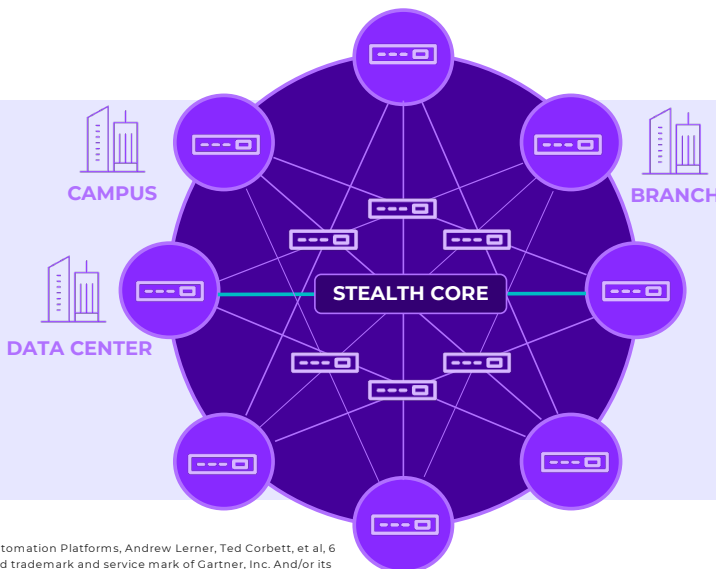 CAMPUS
BRANCH
STEALTH CORE
DATA CENTER
tomation Platforms, Andrew Lerner, Ted Corbett, et al, 6
d trademark and service mark of Gartner, Inc. And/or its